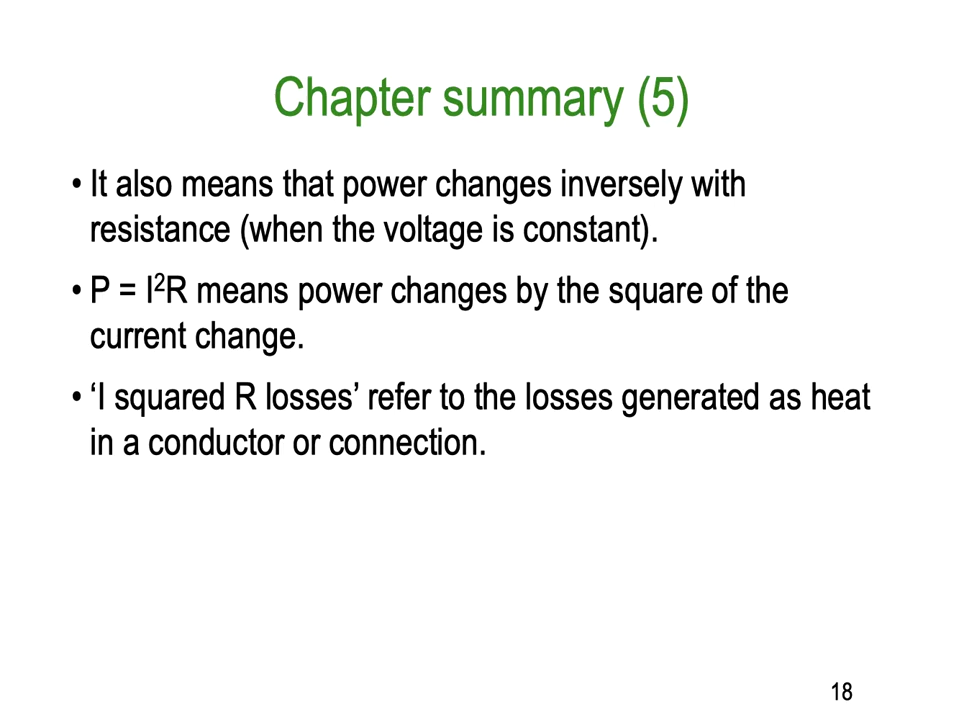 Chapter summary (5)
• It also means that power changes inversely with
resistance (when the voltage is constant).
• P = I²R means power changes by the square of the
current change.
• ‘I squared R losses’ refer to the losses generated as heat
in a conductor or connection.
18